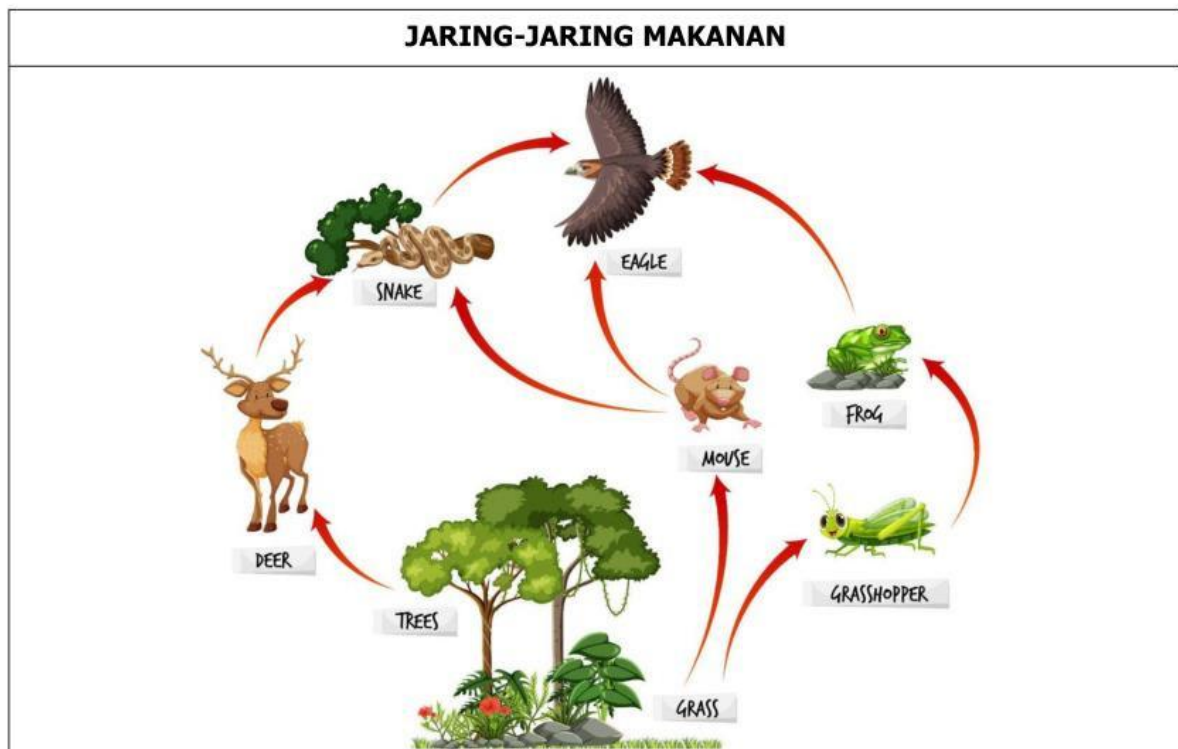 JARING-JARING MAKANAN
EAGLE
SNAKE
FROG
MOUSE
DEER
GRASSHOPPER
TREES
GRASS